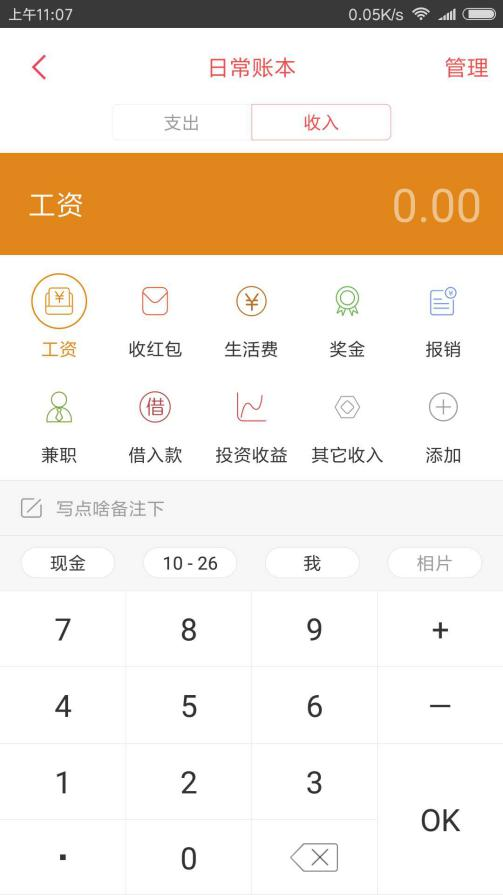 上午11:07 0.05K/s
日常账本 管理
支出 收入
工资 0.00
工资 收红包 生活费 奖金 报销
借
兼职 借入款 投资收益 其它收入 添加
写点啥备注下
现金 10-26 我 相片
7 8 9 +
4 5 6 －
1 2 3
OK
. 0